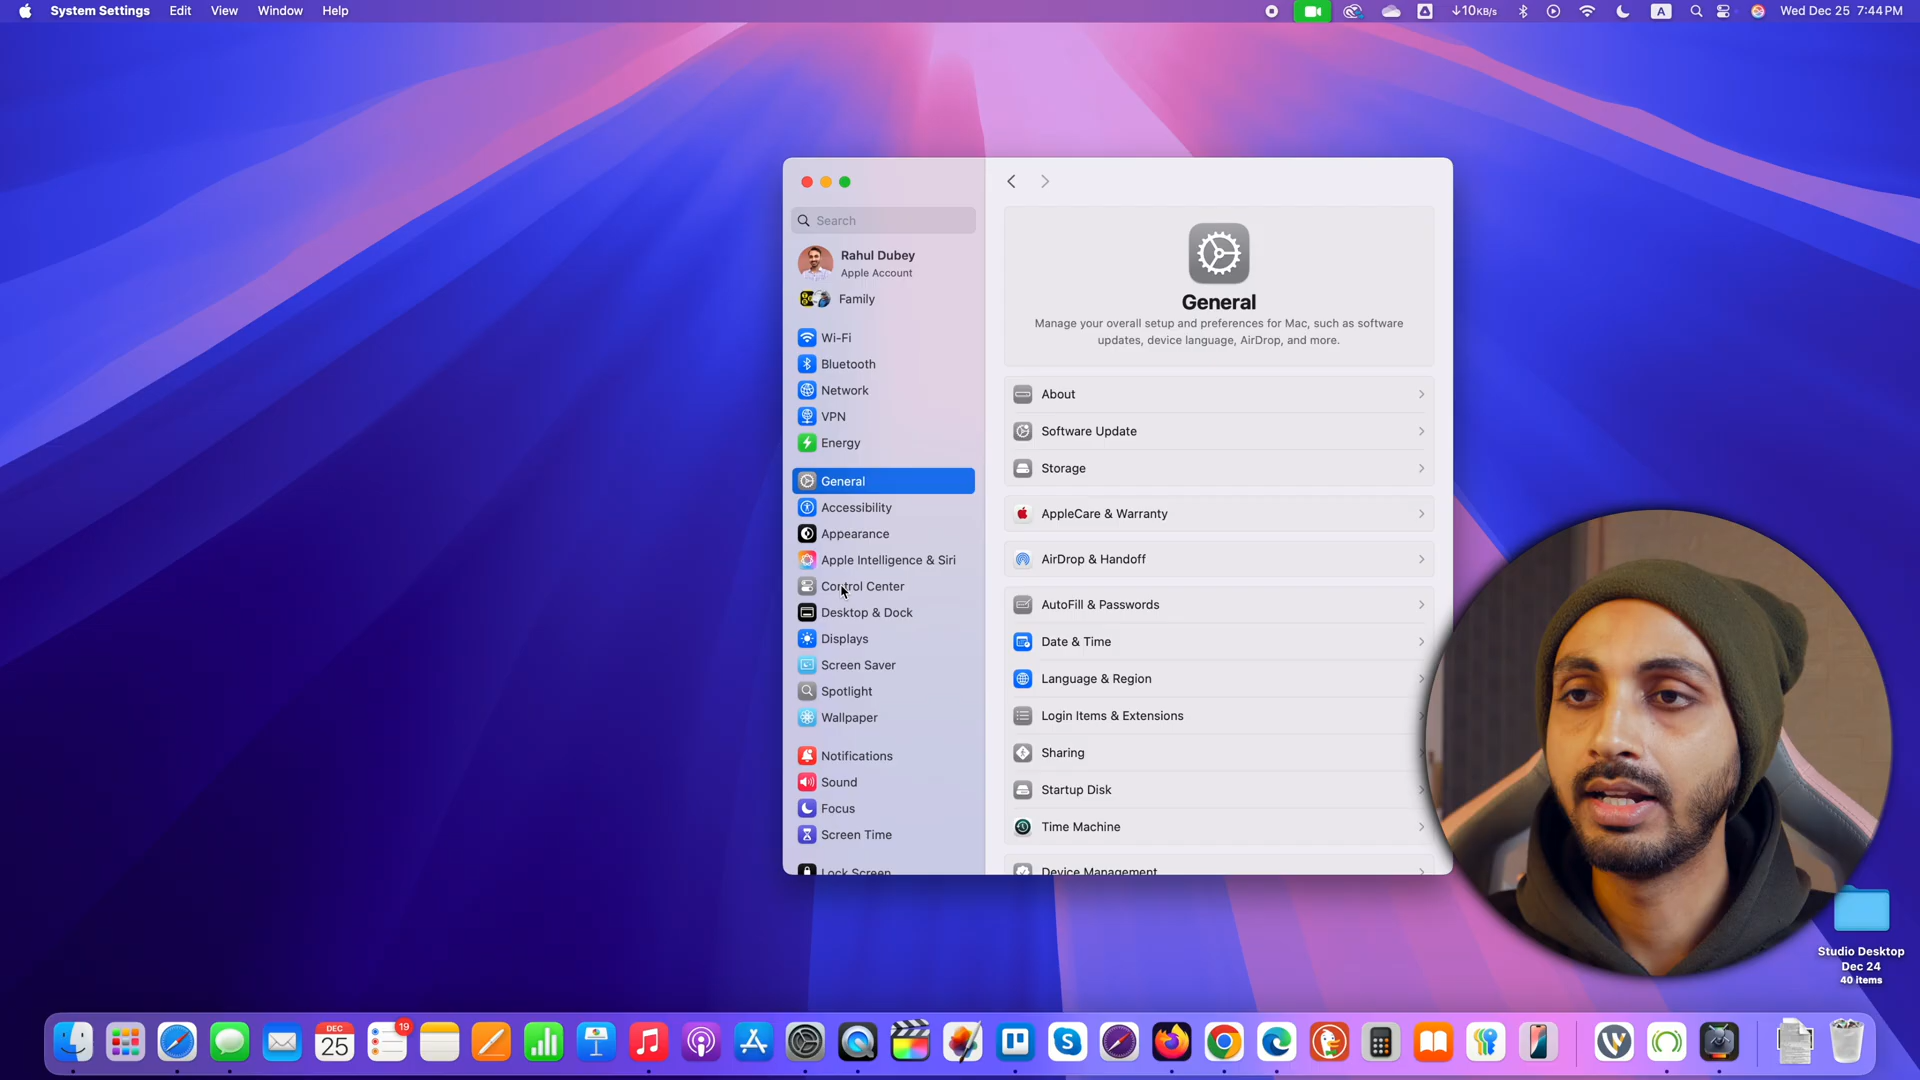 System Settings Edit View Window Help
↓10KB/s A Wed Dec 25 7:44 PM
Search
Rahul Dubey
Apple Account
Family
Wi-Fi
Bluetooth
Network
VPN
Energy
General
Accessibility
Appearance
Apple Intelligence & Siri
Control Center
Desktop & Dock
Displays
Screen Saver
Spotlight
Wallpaper
Notifications
Sound
Focus
Screen Time
Lock Screen
General
Manage your overall setup and preferences for Mac, such as software
updates, device language, AirDrop, and more.
About
Software Update
Storage
AppleCare & Warranty
AirDrop & Handoff
AutoFill & Passwords
Date & Time
Language & Region
Login Items & Extensions
Sharing
Startup Disk
Time Machine
Device Management
Studio Desktop
Dec 24
40 items
DEC
25
19